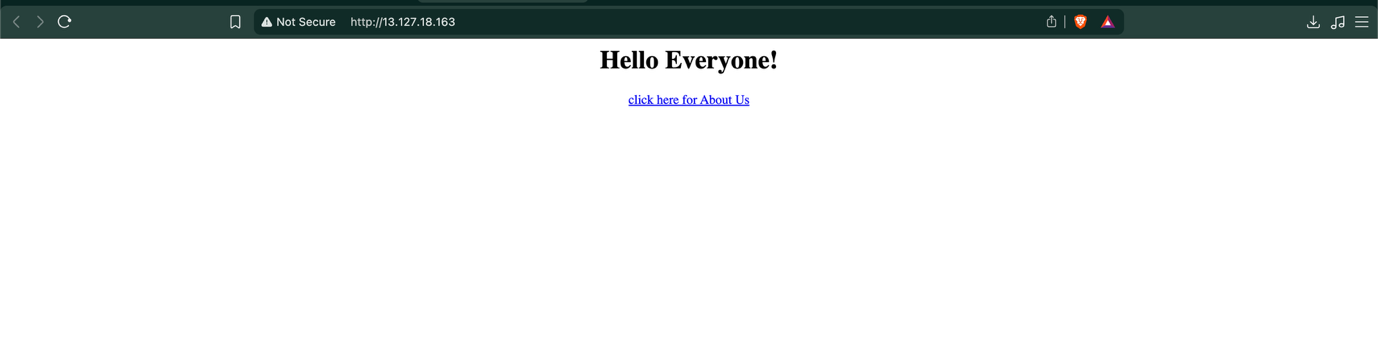 Not Secure http://13.127.18.163
Hello Everyone!
click here for About Us